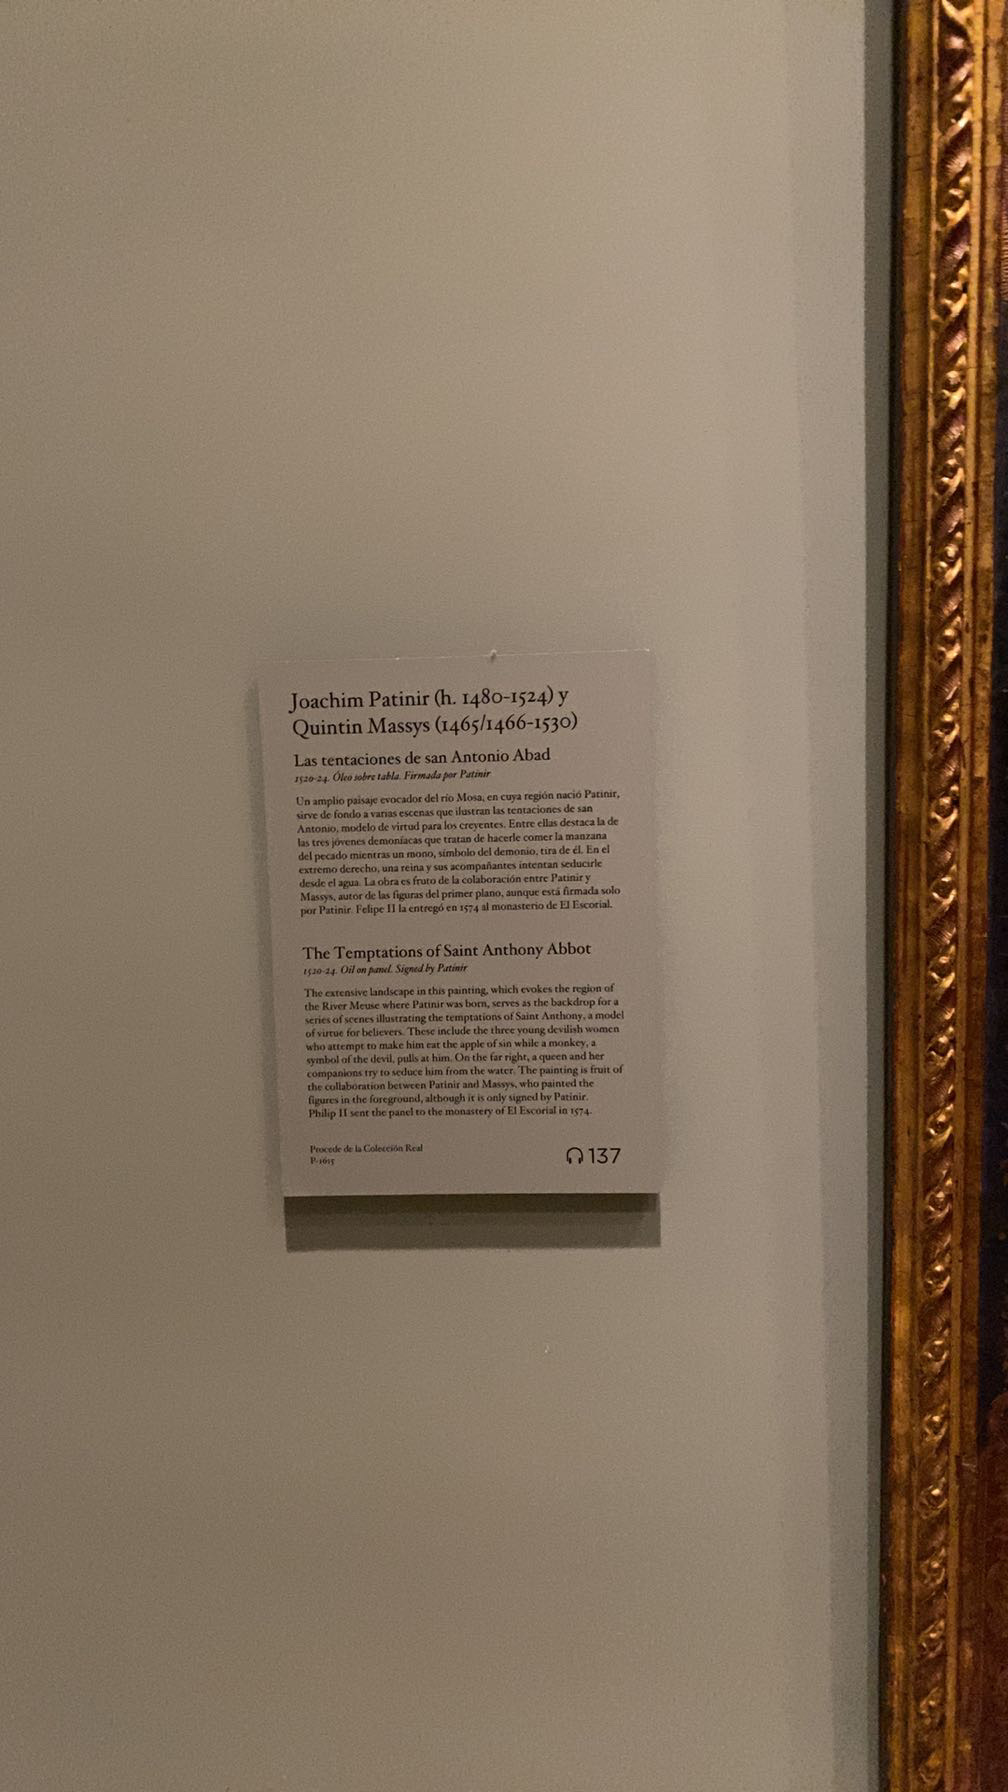 Joachim Patinir (h. 1480-1524) y
Quintin Massys (1465/1466-1530)
Las tentaciones de san Antonio Abad
1520-24. Óleo sobre tabla. Firmada por Patinir
Un amplio paisaje evocador del río Mosa, en cuya región nació Patinir,
sirve de fondo a varias escenas que ilustran las tentaciones de san
Antonio, modelo de virtud para los creyentes. Entre ellas destaca la de
las tres jóvenes demoníacas que tratan de hacerle comer la manzana
del pecado mientras un mono, símbolo del demonio, tira de él. En el
extremo derecho, una reina y sus acompañantes intentan seducirle
desde el agua. La obra es fruto de la colaboración entre Patinir y
Massys, autor de las figuras del primer plano, aunque está firmada solo
por Patinir. Felipe II la entregó en 1574 al monasterio de El Escorial.
The Temptations of Saint Anthony Abbot
1520-24. Oil on panel. Signed by Patinir
The extensive landscape in this painting, which evokes the region of
the River Meuse where Patinir was born, serves as the backdrop for a
series of scenes illustrating the temptations of Saint Anthony, a model
of virtue for believers. These include the three young devilish women
who attempt to make him eat the apple of sin while a monkey, a
symbol of the devil, pulls at him. On the far right, a queen and her
companions try to seduce him from the water. The painting is fruit of
the collaboration between Patinir and Massys, who painted the
figures in the foreground, although it is only signed by Patinir.
Philip II sent the panel to the monastery of El Escorial in 1574.
Procede de la Colección Real
P-1615
137